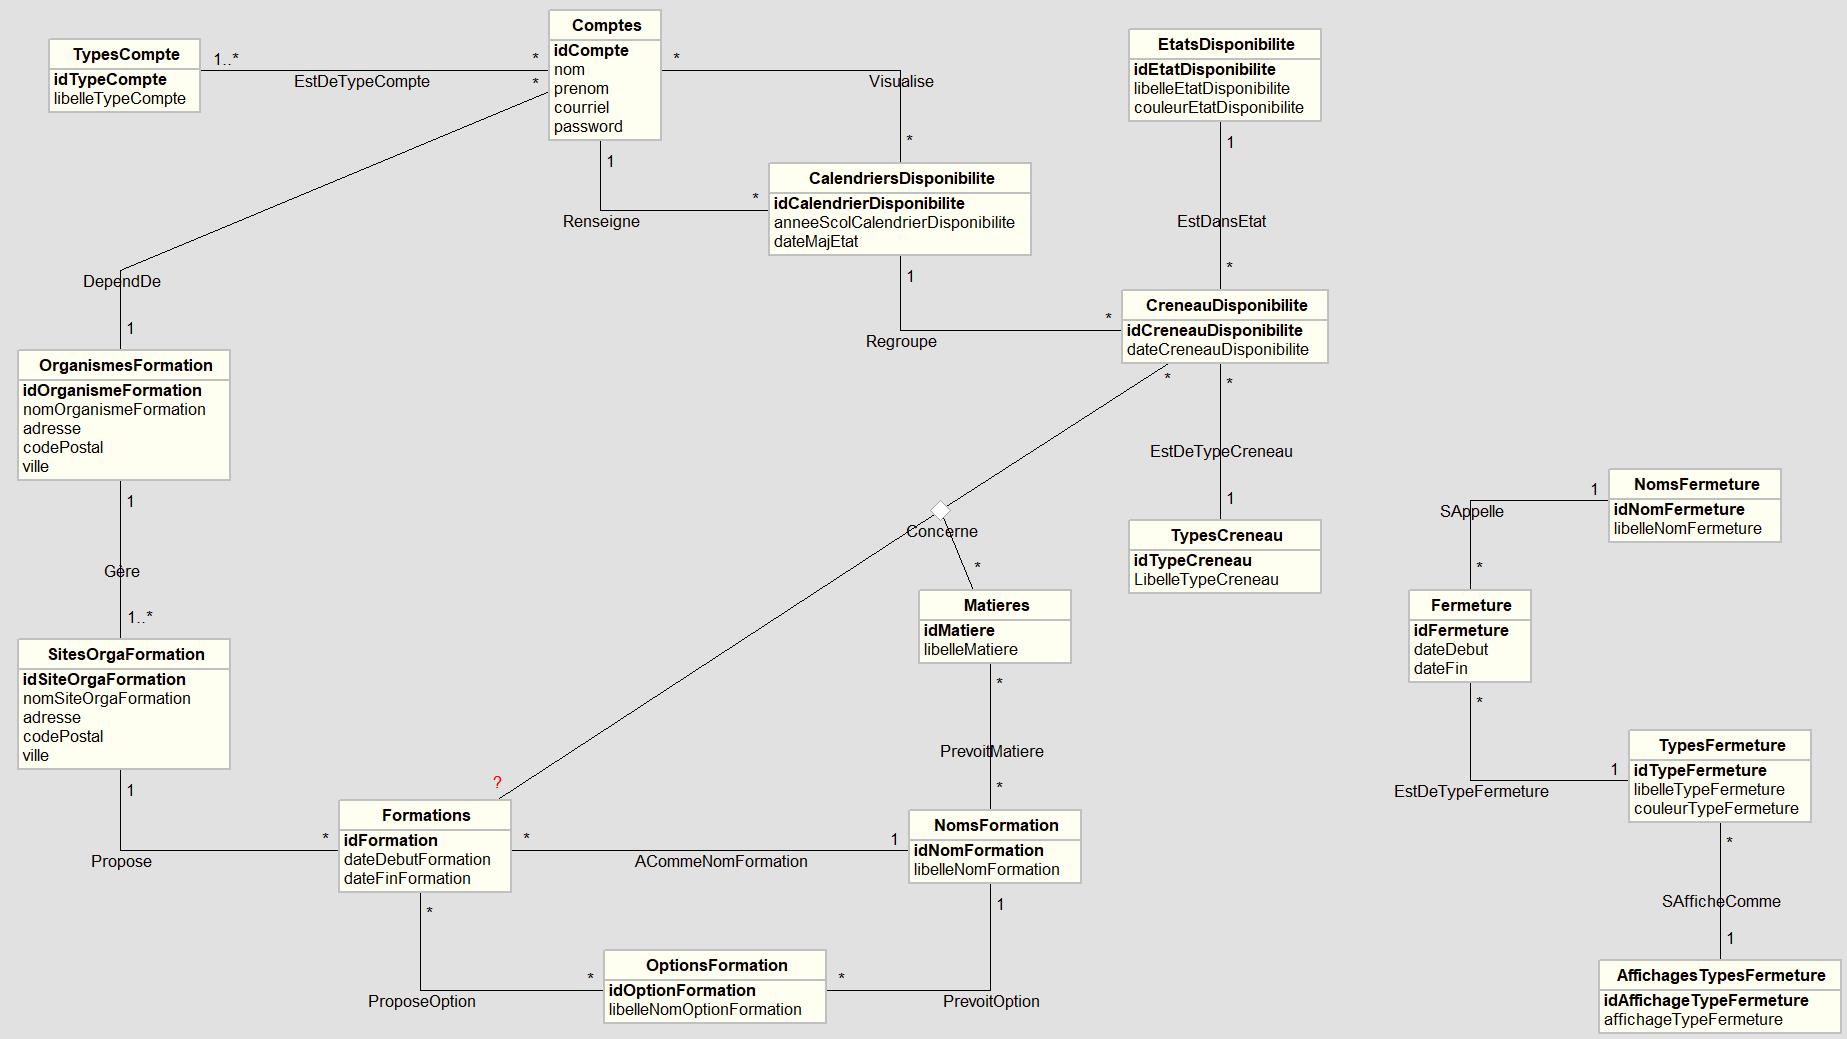 TypesCompte
idTypeCompte
libelleTypeCompte
1..*
EstDeTypeCompte
*
*
Comptes
idCompte
nom
prenom
courriel
password
*
Visualise
*
1
Renseigne
*
CalendriersDisponibilite
idCalendrierDisponibilite
anneeScolCalendrierDisponibilite
dateMajEtat
1
Regroupe
*
EtatsDisponibilite
idEtatDisponibilite
libelleEtatDisponibilite
couleurEtatDisponibilite
1
EstDansEtat
*
CreneauDisponibilite
idCreneauDisponibilite
dateCreneauDisponibilite
*
*
EstDeTypeCreneau
1
TypesCreneau
idTypeCreneau
LibelleTypeCreneau
DependDe
1
OrganismesFormation
idOrganismeFormation
nomOrganismeFormation
adresse
codePostal
ville
1
Gère
1..*
SitesOrgaFormation
idSiteOrgaFormation
nomSiteOrgaFormation
adresse
codePostal
ville
1
Propose
*
Concerne
*
Matieres
idMatiere
libelleMatiere
*
PrevoitMatiere
*
?
Formations
idFormation
dateDebutFormation
dateFinFormation
*
ACommeNomFormation
1
NomsFormation
idNomFormation
libelleNomFormation
*
ProposeOption
*
OptionsFormation
idOptionFormation
libelleNomOptionFormation
*
PrevoitOption
1
NomsFermeture
idNomFermeture
libelleNomFermeture
1
SAppelle
*
Fermeture
idFermeture
dateDebut
dateFin
*
EstDeTypeFermeture
1
TypesFermeture
idTypeFermeture
libelleTypeFermeture
couleurTypeFermeture
*
SAfficheComme
1
AffichagesTypesFermeture
idAffichageTypeFermeture
affichageTypeFermeture